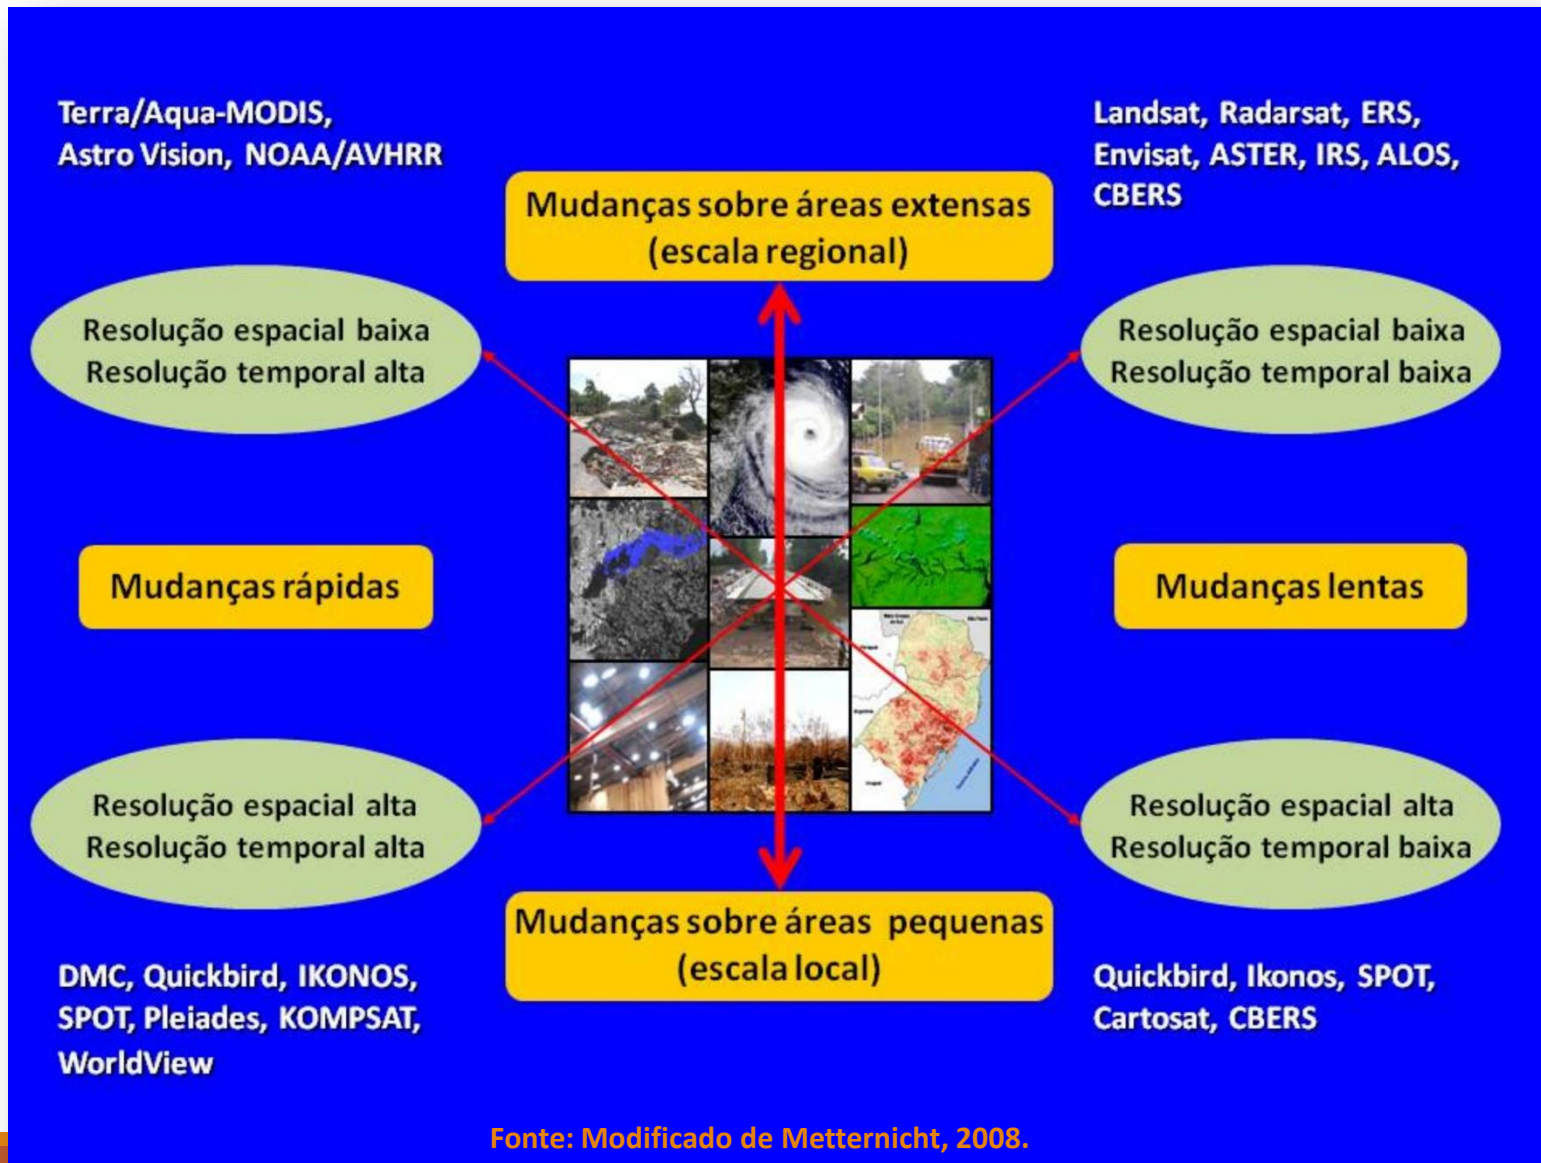 Terra/Aqua-MODIS,
Astro Vision, NOAA/AVHRR
Landsat, Radarsat, ERS,
Envisat, ASTER, IRS, ALOS,
CBERS
Mudanças sobre áreas extensas
(escala regional)
Resolução espacial baixa
Resolução temporal alta
Resolução espacial baixa
Resolução temporal baixa
Mudanças rápidas
Mudanças lentas
Resolução espacial alta
Resolução temporal alta
Resolução espacial alta
Resolução temporal baixa
Mudanças sobre áreas pequenas
(escala local)
DMC, Quickbird, IKONOS,
SPOT, Pleiades, KOMPSAT,
WorldView
Quickbird, Ikonos, SPOT,
Cartosat, CBERS
Fonte: Modificado de Metternicht, 2008.